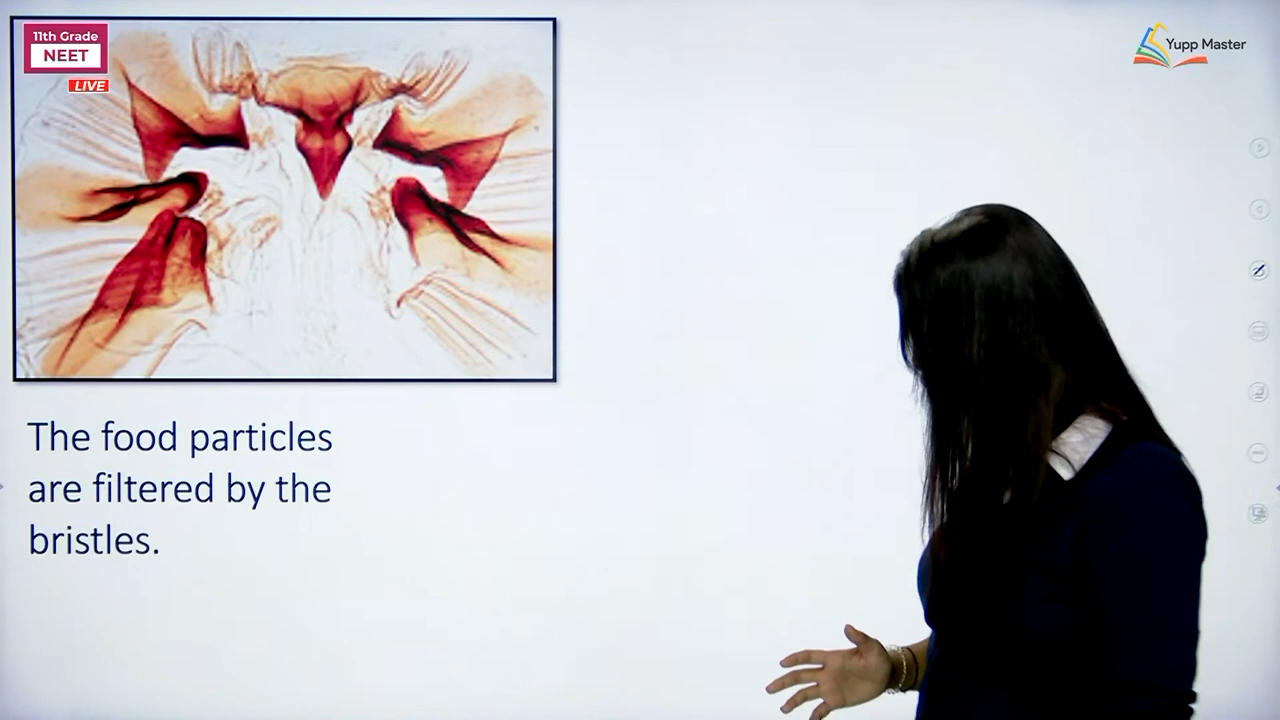 11th Grade
NEET
LIVE
Yupp Master
The food particles
are filtered by the
bristles.